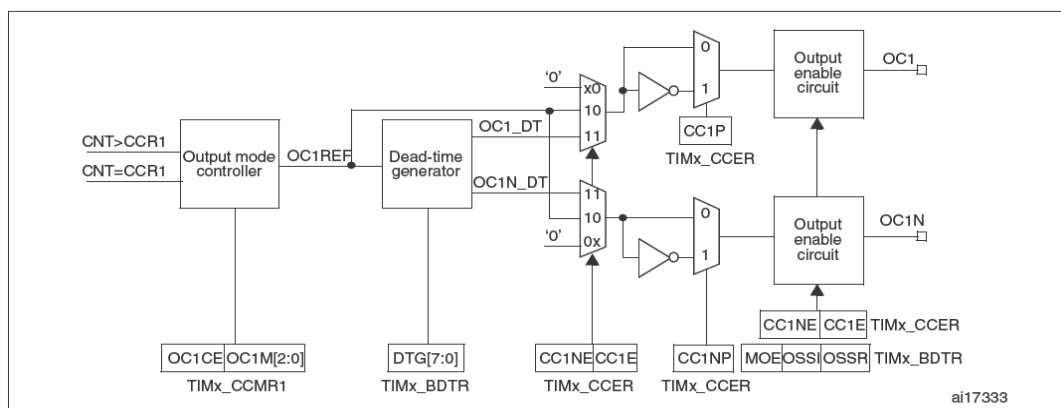 '0'
x0
10
11
0
1
CC1P
TIMx_CCER
Output
enable
circuit
OC1
CNT>CCR1
CNT=CCR1
Output mode
controller
OC1REF
Dead-time
generator
OC1_DT
OC1N_DT
11
10
0x
'0'
0
1
Output
enable
circuit
OC1N
OC1CE OC1M[2:0]
TIMx_CCMR1
DTG[7:0]
TIMx_BDTR
CC1NE CC1E
TIMx_CCER
CC1NP
TIMx_CCER
CC1NE CC1E TIMx_CCER
MOE OSSI OSSR TIMx_BDTR
ai17333